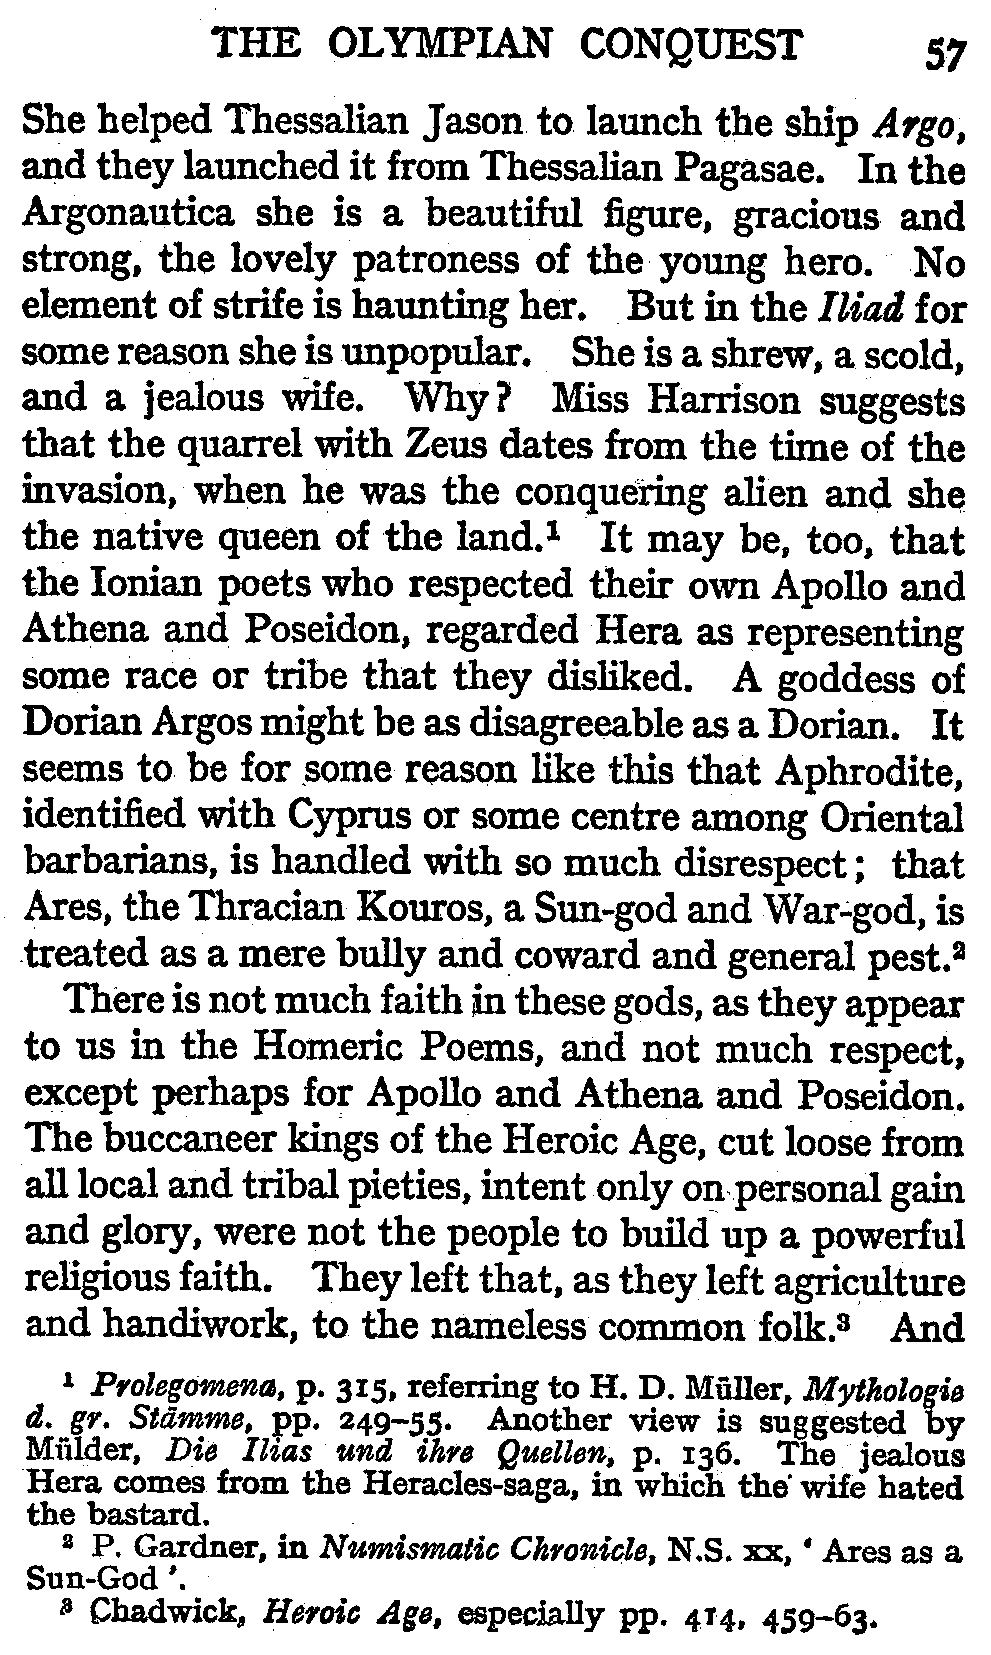 THE OLYMPIAN CONQUEST 57
She helped Thessalian Jason to launch the ship Argo,
and they launched it from Thessalian Pagasae. In the
Argonautica she is a beautiful figure, gracious and
strong, the lovely patroness of the young hero. No
element of strife is haunting her. But in the Iliad for
some reason she is unpopular. She is a shrew, a scold,
and a jealous wife. Why? Miss Harrison suggests
that the quarrel with Zeus dates from the time of the
invasion, when he was the conquering alien and she
the native queen of the land.¹ It may be, too, that
the Ionian poets who respected their own Apollo and
Athena and Poseidon, regarded Hera as representing
some race or tribe that they disliked. A goddess of
Dorian Argos might be as disagreeable as a Dorian. It
seems to be for some reason like this that Aphrodite,
identified with Cyprus or some centre among Oriental
barbarians, is handled with so much disrespect; that
Ares, the Thracian Kouros, a Sun-god and War-god, is
treated as a mere bully and coward and general pest.²
There is not much faith in these gods, as they appear
to us in the Homeric Poems, and not much respect,
except perhaps for Apollo and Athena and Poseidon.
The buccaneer kings of the Heroic Age, cut loose from
all local and tribal pieties, intent only on personal gain
and glory, were not the people to build up a powerful
religious faith. They left that, as they left agriculture
and handiwork, to the nameless common folk.³ And
¹ Prolegomena, p. 315, referring to H. D. Müller, Mythologie
d. gr. Stämme, pp. 249–55. Another view is suggested by
Mülder, Die Ilias und ihre Quellen, p. 136. The jealous
Hera comes from the Heracles-saga, in which the wife hated
the bastard.
² P. Gardner, in Numismatic Chronicle, N.S. xx, ‘ Ares as a
Sun-God ’.
³ Chadwick, Heroic Age, especially pp. 414, 459–63.